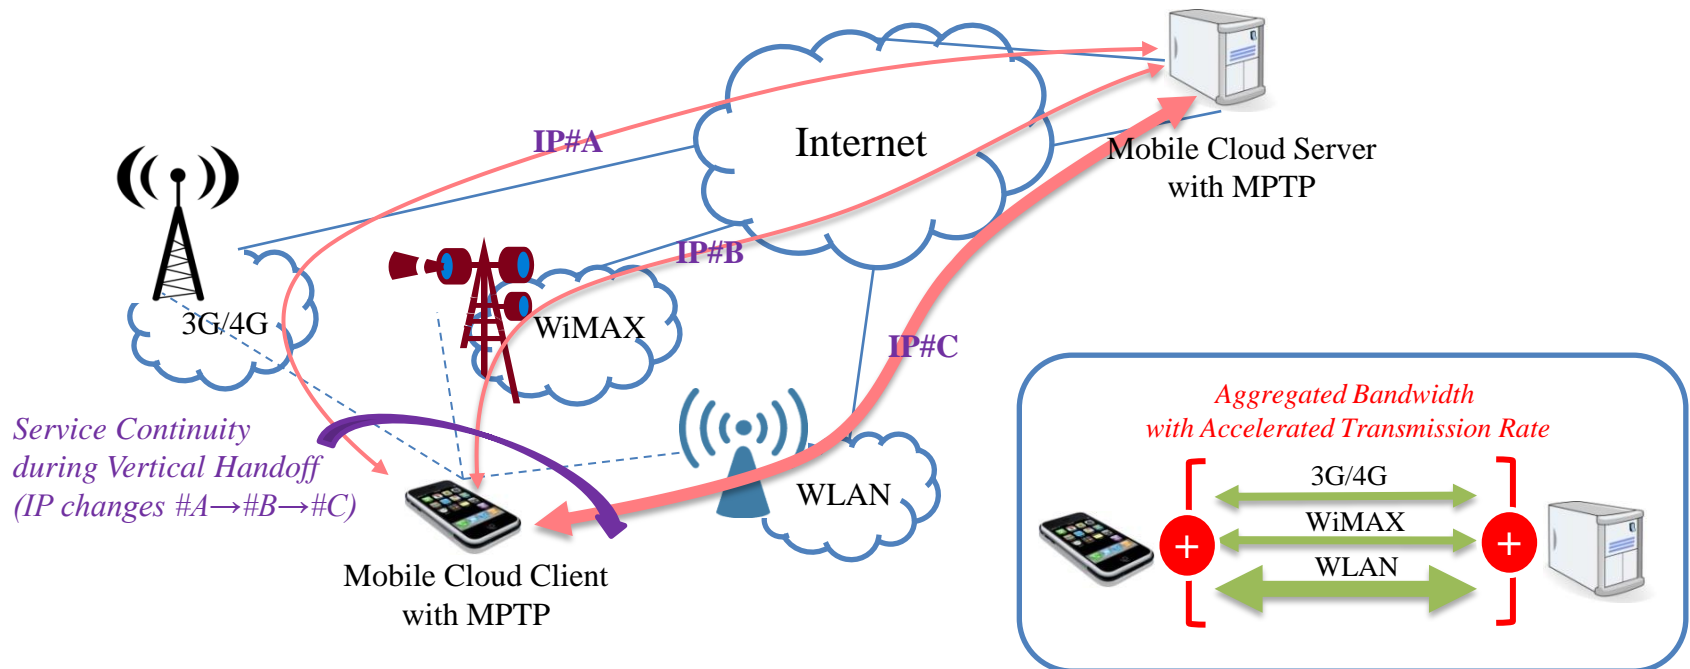 IP#A
Internet
Mobile Cloud Server
with MPTP
IP#B
3G/4G
WiMAX
IP#C
Service Continuity
during Vertical Handoff
(IP changes #A→#B→#C)
WLAN
Mobile Cloud Client
with MPTP
Aggregated Bandwidth
with Accelerated Transmission Rate
3G/4G
WiMAX
+
+
WLAN